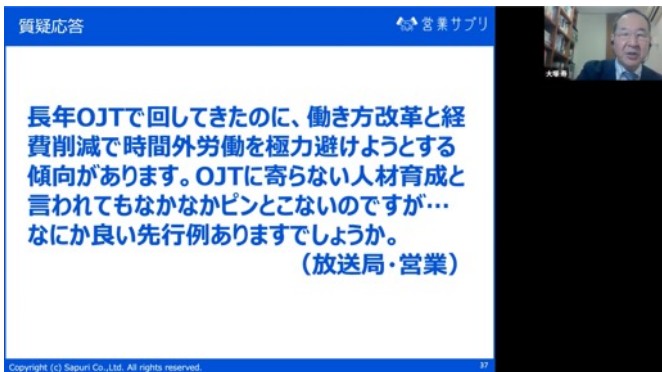 質疑応答
営業サプリ
大塚 寿
長年OJTで回してきたのに、働き方改革と経
費削減で時間外労働を極力避けようとする
傾向があります。OJTに寄らない人材育成と
言われてもなかなかピンとこないのですが…
なにか良い先行例ありますでしょうか。
（放送局・営業）
Copyright (c) Sapuri Co.,Ltd. All rights reserved.
37